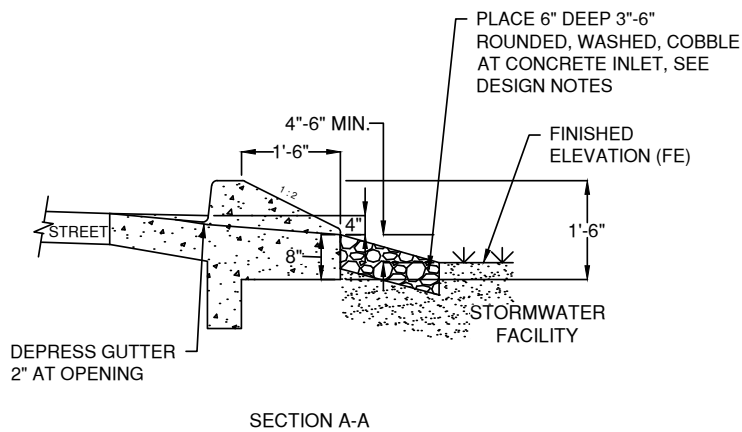 PLACE 6" DEEP 3"-6"
ROUNDED, WASHED, COBBLE
AT CONCRETE INLET, SEE
DESIGN NOTES
4"-6" MIN.
FINISHED
ELEVATION (FE)
1'-6"
1:2
STREET
4"
1'-6"
8"
STORMWATER
FACILITY
DEPRESS GUTTER
2" AT OPENING
SECTION A-A